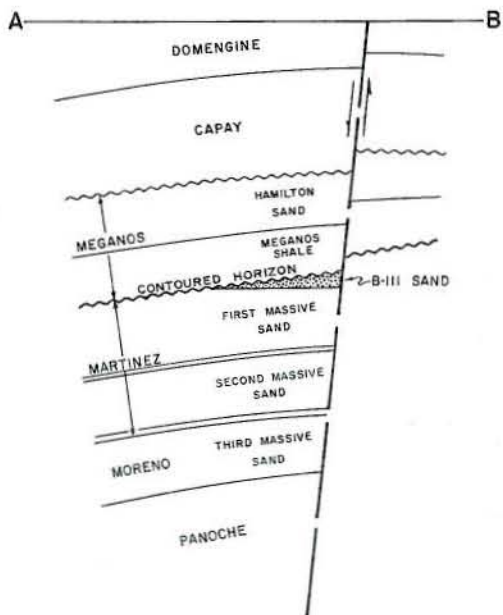 A
B
DOMENGINE
CAPAY
HAMILTON
SAND
MEGANOS
MEGANOS
SHALE
CONTOURED HORIZON
B-III SAND
FIRST MASSIVE
SAND
MARTINEZ
SECOND MASSIVE
SAND
THIRD MASSIVE
SAND
MORENO
PANOCHE